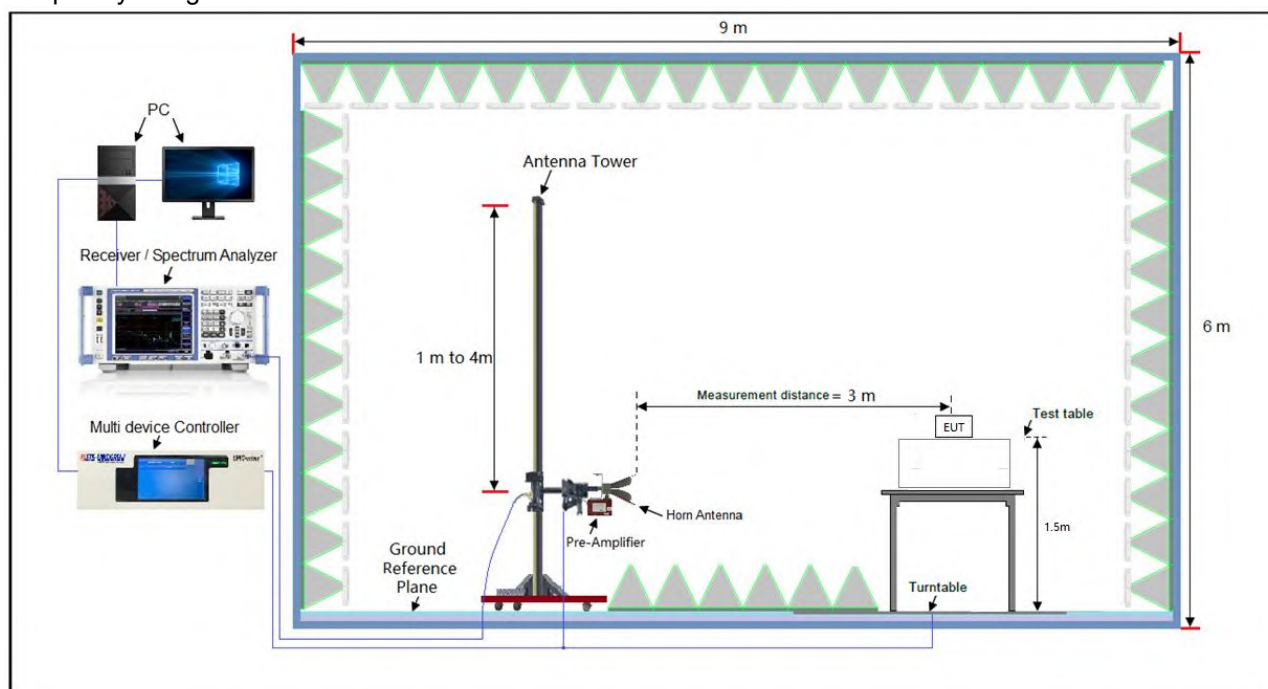 9 m
PC
Antenna Tower
Receiver / Spectrum Analyzer
1 m to 4m
6 m
Measurement distance = 3 m
Test table
EUT
Multi device Controller
Horn Antenna
Pre-Amplifier
1.5m
Ground
Reference
Plane
Turntable